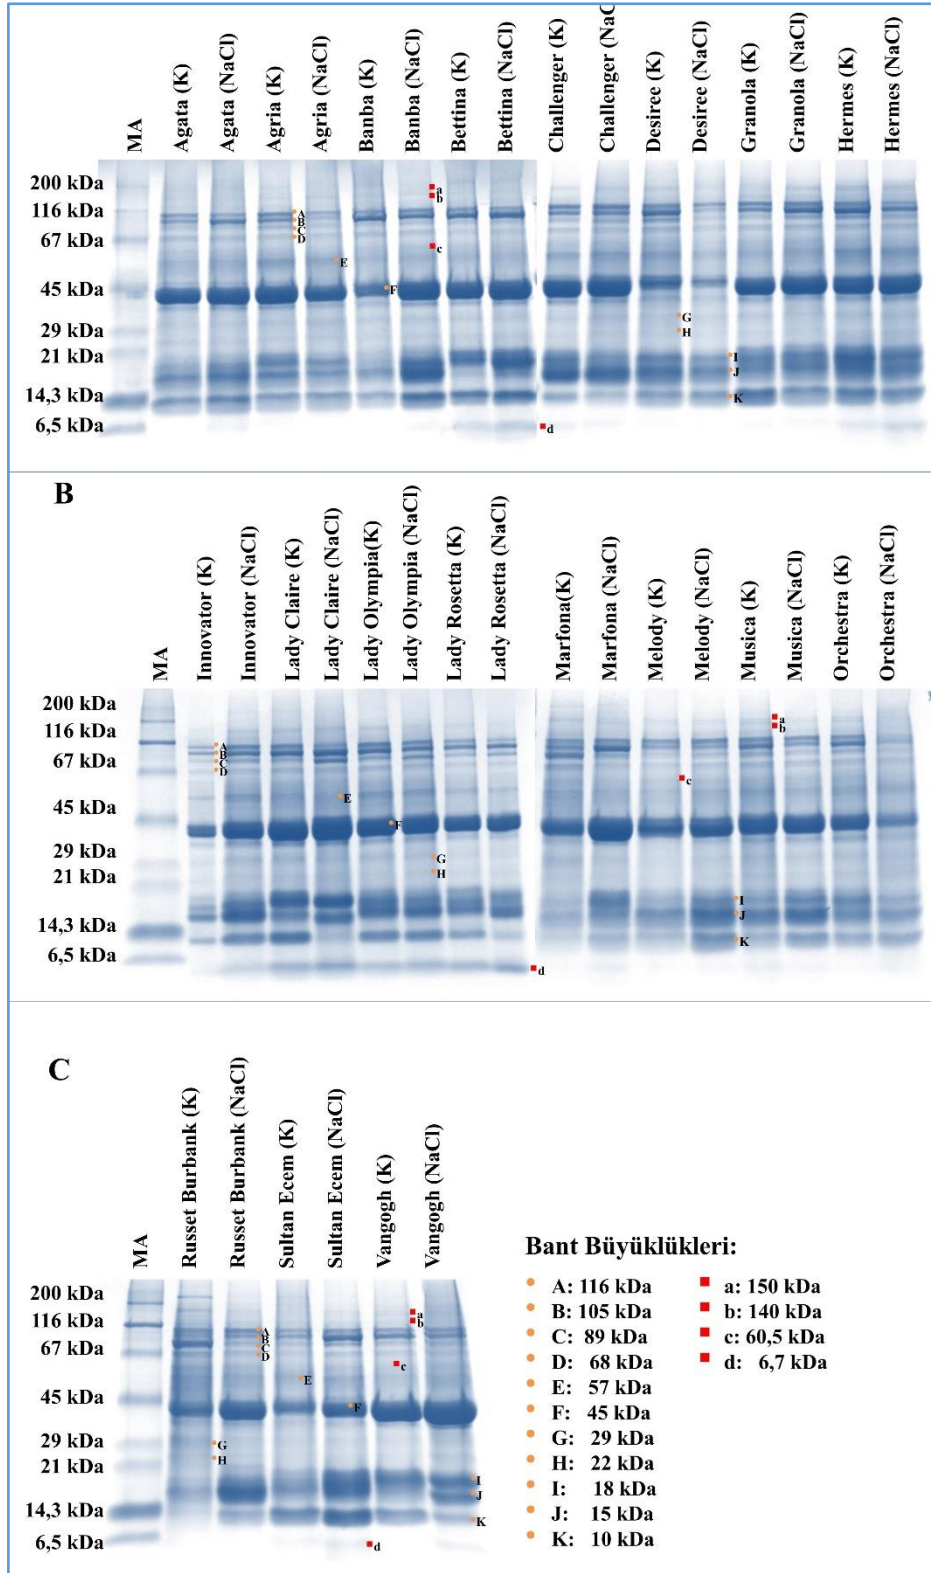 MA
Agata (K)
Agata (NaCl)
Agria (K)
Agria (NaCl)
Banba (K)
Banba (NaCl)
Bettina (K)
Bettina (NaCl)
Challenger (K)
Challenger (NaC
Desiree (K)
Desiree (NaCl)
Granola (K)
Granola (NaCl)
Hermes (K)
Hermes (NaCl)
200 kDa
116 kDa
67 kDa
45 kDa
29 kDa
21 kDa
14,3 kDa
6,5 kDa
A
B
C
D
E
F
a
b
c
d
G
H
I
J
K
B
MA
Innovator (K)
Innovator (NaCl)
Lady Claire (K)
Lady Claire (NaCl)
Lady Olympia(K)
Lady Olympia (NaCl)
Lady Rosetta (K)
Lady Rosetta (NaCl)
Marfona(K)
Marfona (NaCl)
Melody (K)
Melody (NaCl)
Musica (K)
Musica (NaCl)
Orchestra (K)
Orchestra (NaCl)
200 kDa
116 kDa
67 kDa
45 kDa
29 kDa
21 kDa
14,3 kDa
6,5 kDa
A
B
C
D
E
F
G
H
d
a
b
c
I
J
K
C
MA
Russet Burbank (K)
Russet Burbank (NaCl)
Sultan Ecem (K)
Sultan Ecem (NaCl)
Vangogh (K)
Vangogh (NaCl)
200 kDa
116 kDa
67 kDa
45 kDa
29 kDa
21 kDa
14,3 kDa
6,5 kDa
G
H
A
B
C
D
E
F
a
b
c
d
I
J
K
Bant Büyüklükleri:
A: 116 kDa
B: 105 kDa
C: 89 kDa
D: 68 kDa
E: 57 kDa
F: 45 kDa
G: 29 kDa
H: 22 kDa
I: 18 kDa
J: 15 kDa
K: 10 kDa
a: 150 kDa
b: 140 kDa
c: 60,5 kDa
d: 6,7 kDa